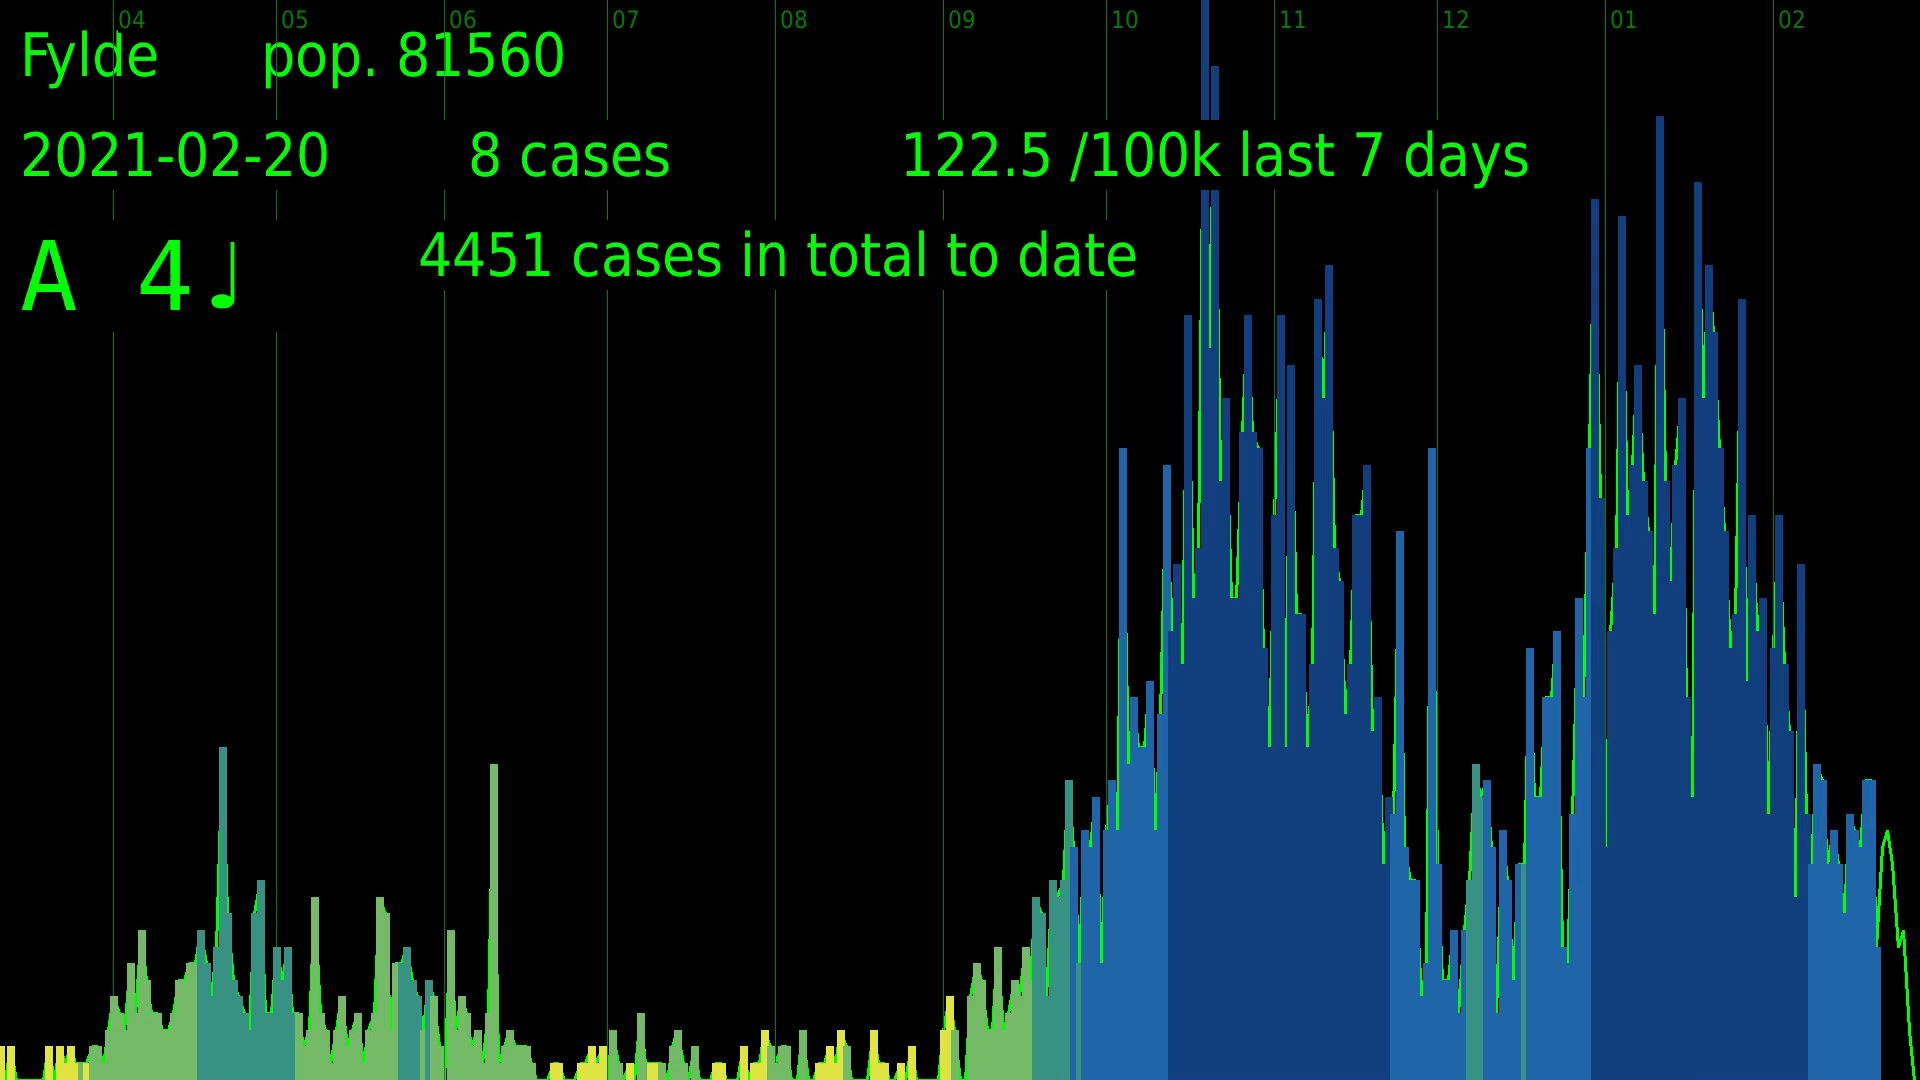 04 05 06 07 08 09 10 11 12 01 02
Fylde pop. 81560
2021-02-20 8 cases 122.5 /100k last 7 days
A 4♩ 4451 cases in total to date